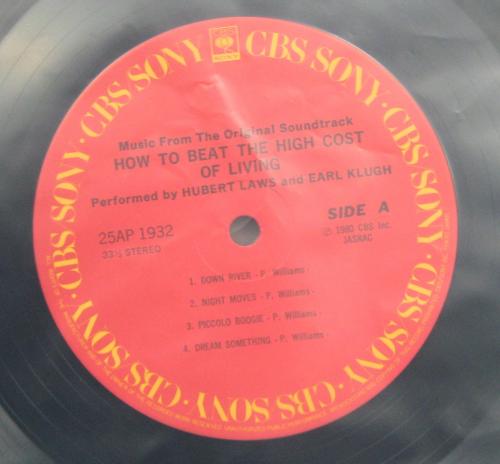 CBS SONY · CBS SONY · CBS SONY · CBS SONY · CBS SONY · CBS SONY · CBS SONY
Music From The Original Soundtrack
HOW TO BEAT THE HIGH COST
OF LIVING
Performed by HUBERT LAWS and EARL KLUGH
25AP 1932
33⅓ STEREO
SIDE A
Ⓟ 1980 CBS Inc.
JASRAC
1. DOWN RIVER - P. Williams -
2. NIGHT MOVES - P. Williams -
3. PICCOLO BOOGIE - P. Williams -
4. DREAM SOMETHING - P. Williams -